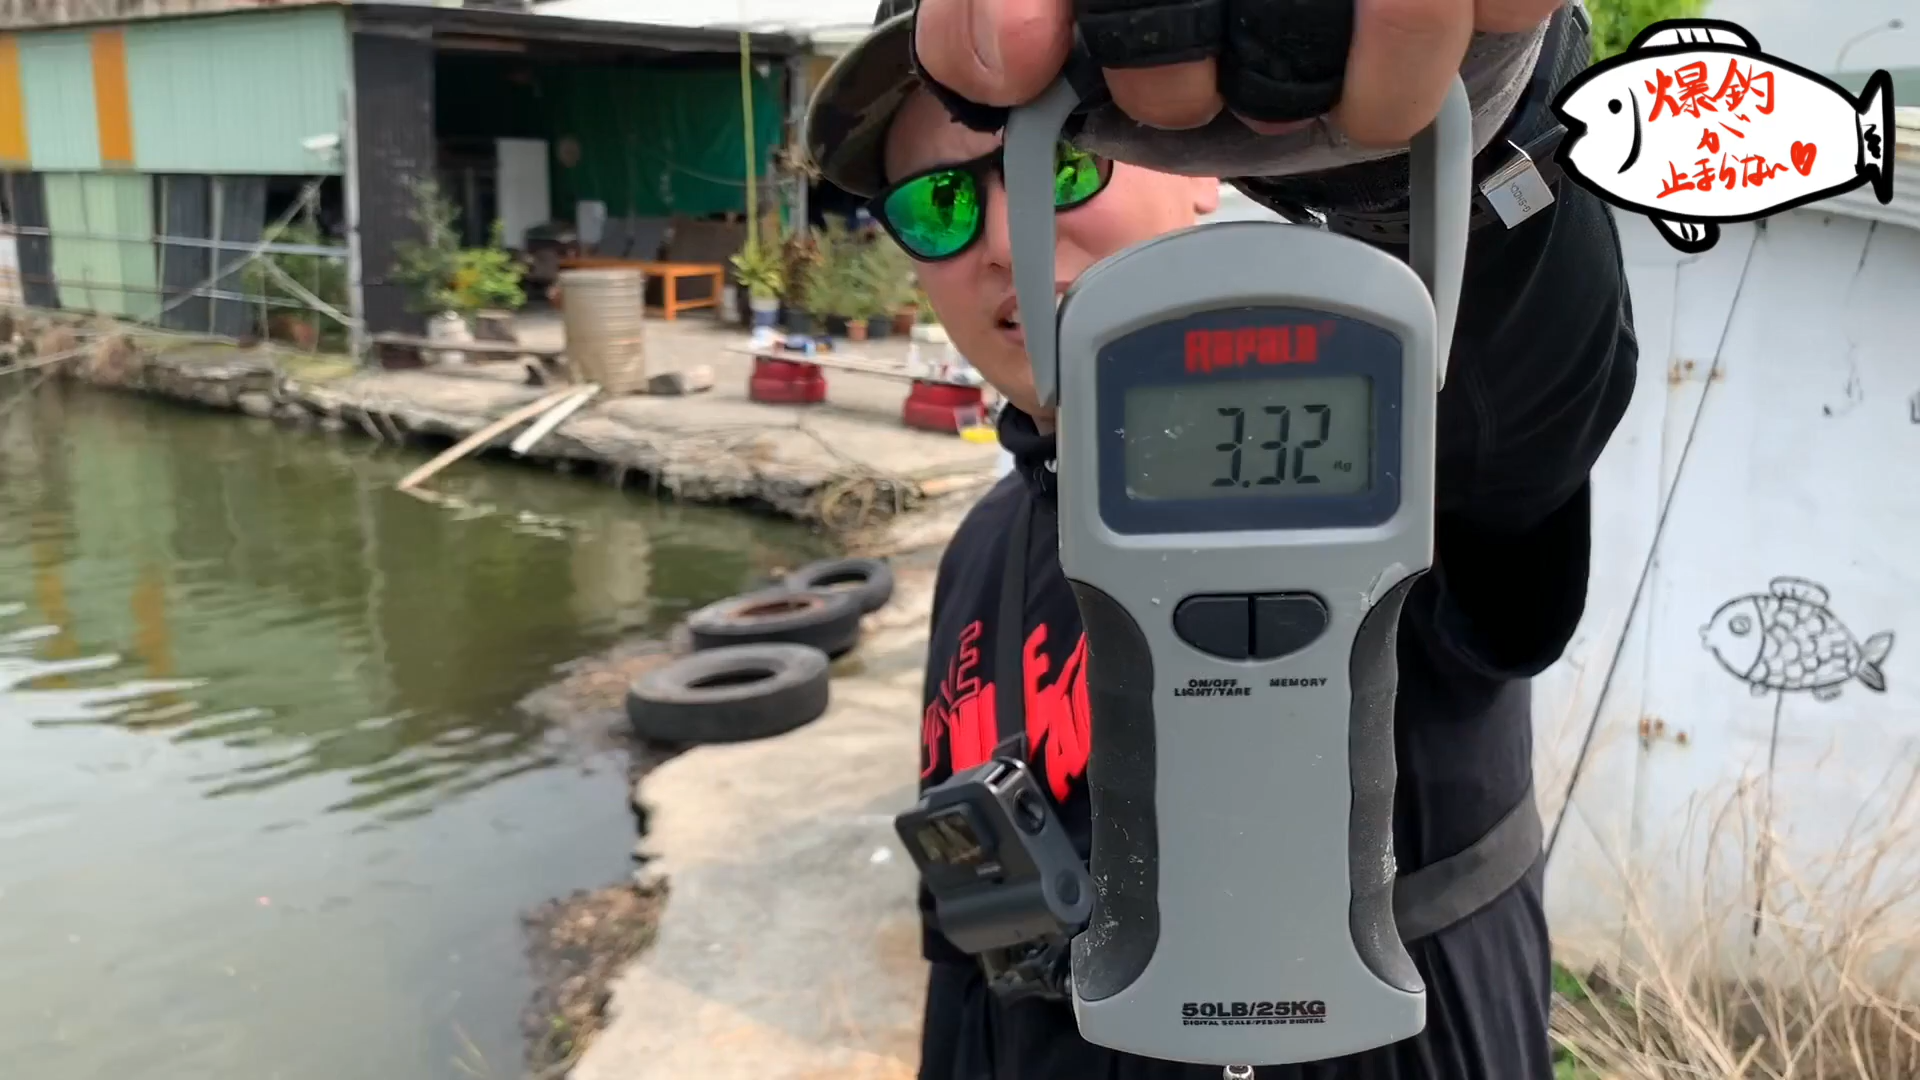 爆釣
が
止まらない
RAPALA
3.32 Kg
ON/OFF
LIGHT/TARE
MEMORY
50LB/25KG
DIGITAL SCALE/PESON DIGITAL